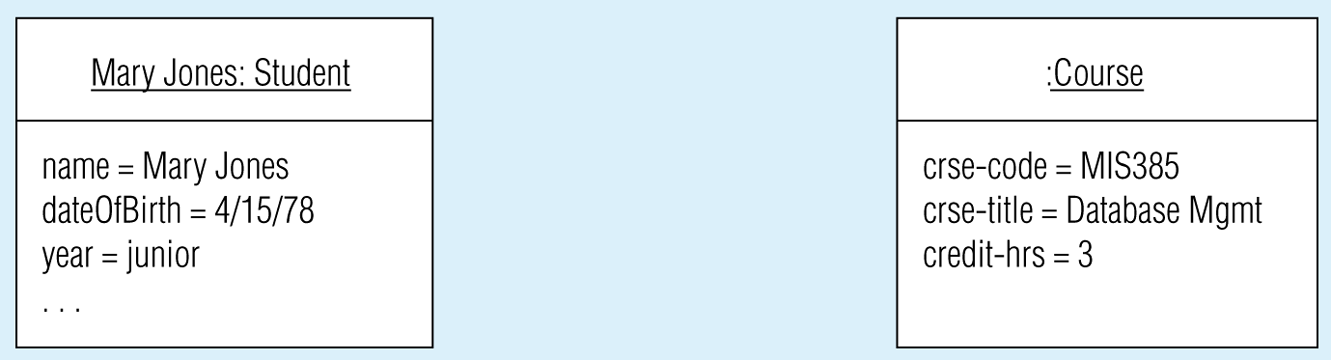 Mary Jones: Student
name = Mary Jones
dateOfBirth = 4/15/78
year = junior
. . .
:Course
crse-code = MIS385
crse-title = Database Mgmt
credit-hrs = 3